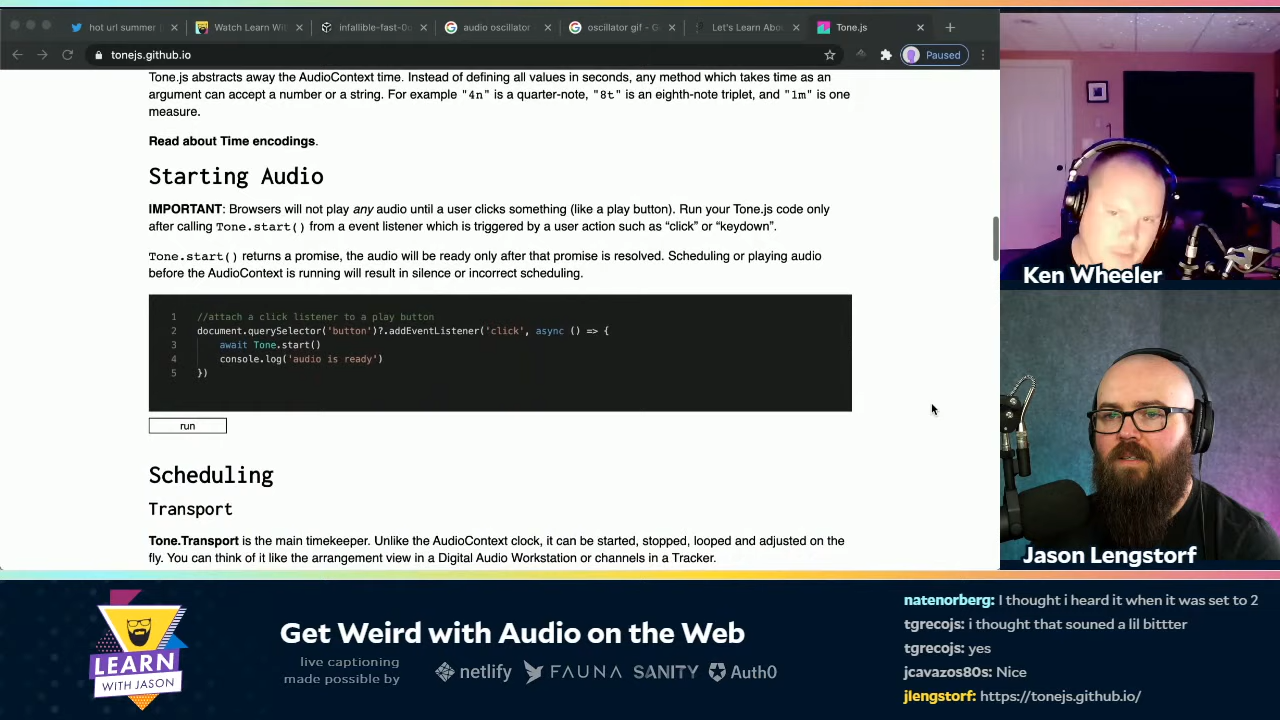 hot url summer
Watch Learn Wi
infallible-fast-0
audio oscillator
oscillator gif - G
Let's Learn Abo
Tone.js
tonejs.github.io
Paused
Tone.js abstracts away the AudioContext time. Instead of defining all values in seconds, any method which takes time as an
argument can accept a number or a string. For example "4n" is a quarter-note, "8t" is an eighth-note triplet, and "1m" is one
measure.
Read about Time encodings.
Starting Audio
IMPORTANT: Browsers will not play any audio until a user clicks something (like a play button). Run your Tone.js code only
after calling Tone.start() from a event listener which is triggered by a user action such as “click” or “keydown”.
Tone.start() returns a promise, the audio will be ready only after that promise is resolved. Scheduling or playing audio
before the AudioContext is running will result in silence or incorrect scheduling.
1 //attach a click listener to a play button
2 document.querySelector('button')?.addEventListener('click', async () => {
3 await Tone.start()
4 console.log('audio is ready')
5 })
run
Scheduling
Transport
Tone.Transport is the main timekeeper. Unlike the AudioContext clock, it can be started, stopped, looped and adjusted on the
fly. You can think of it like the arrangement view in a Digital Audio Workstation or channels in a Tracker.
Ken Wheeler
Jason Lengstorf
LEARN
WITH JASON
Get Weird with Audio on the Web
live captioning
made possible by
netlify
FAUNA
SANITY
Auth0
natenorberg: I thought i heard it when it was set to 2
tgrecojs: i thought that souned a lil bittter
tgrecojs: yes
jcavazos80s: Nice
jlengstorf: https://tonejs.github.io/